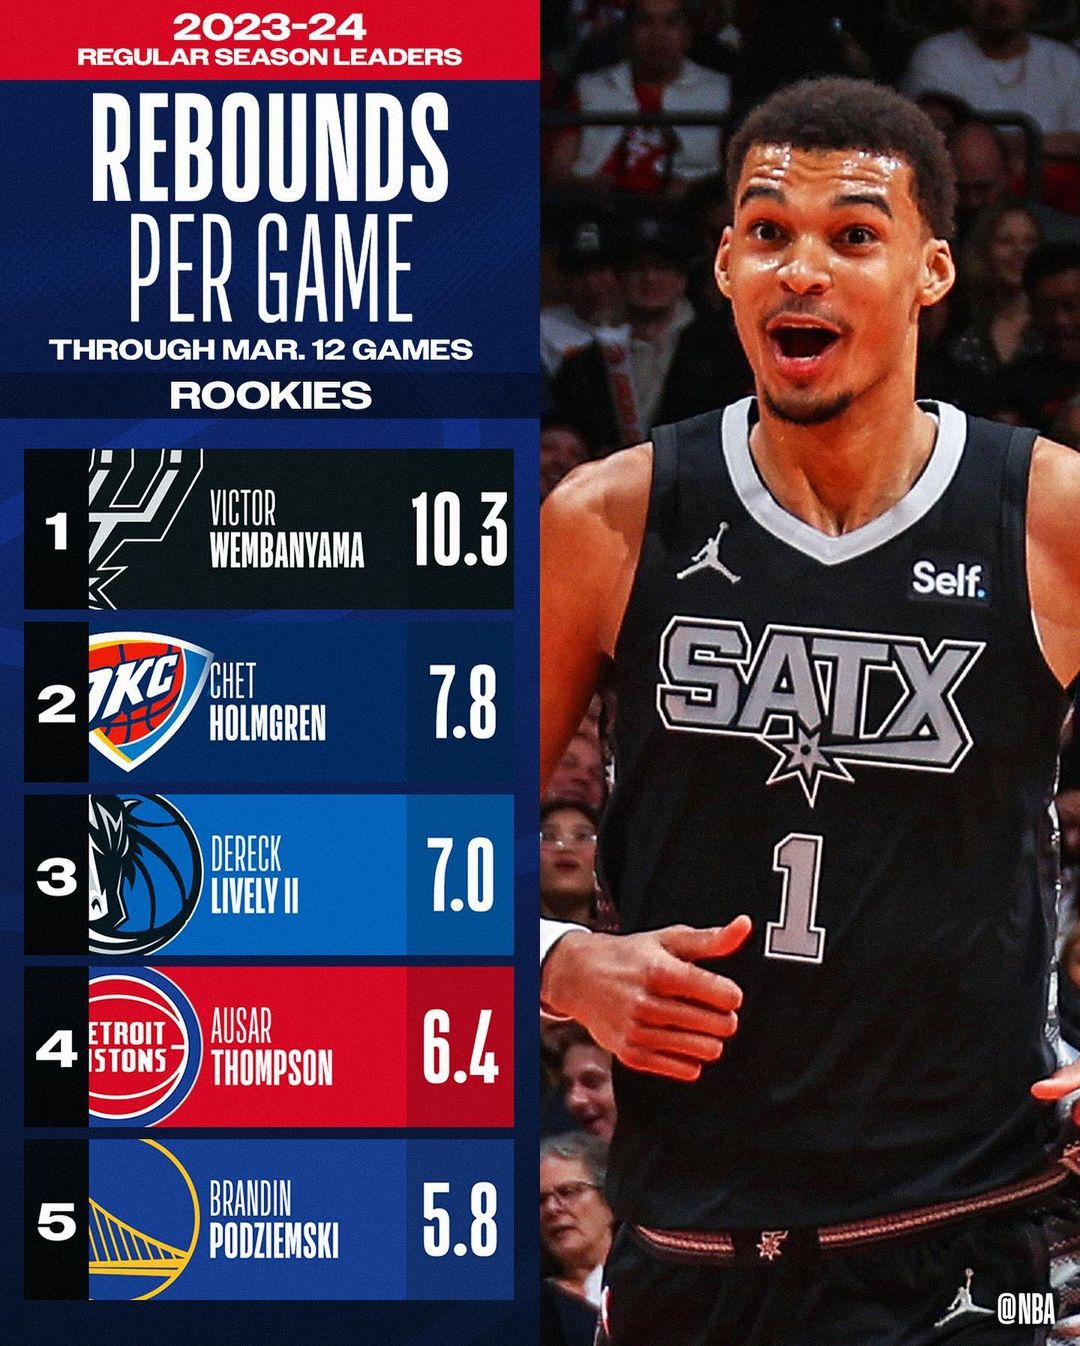 2023-24
REGULAR SEASON LEADERS
REBOUNDS
PER GAME
THROUGH MAR. 12 GAMES
ROOKIES
1
VICTOR
WEMBANYAMA
10.3
2
OKC
CHET
HOLMGREN
7.8
3
DERECK
LIVELY II
7.0
4
ETROIT
ISTONS
AUSAR
THOMPSON
6.4
5
BRANDIN
PODZIEMSKI
5.8
Self.
SATX
1
@NBA